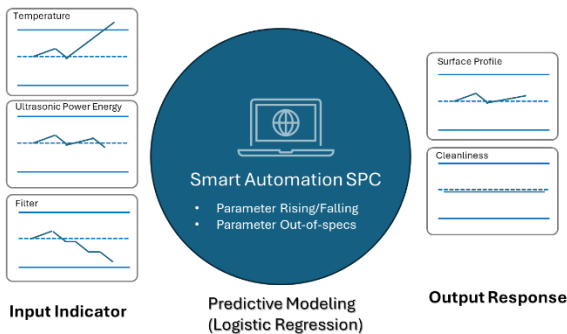 Temperature
Ultrasonic Power Energy
Filter
Input Indicator
Smart Automation SPC
• Parameter Rising/Falling
• Parameter Out-of-specs
Predictive Modeling
(Logistic Regression)
Surface Profile
Cleanliness
Output Response